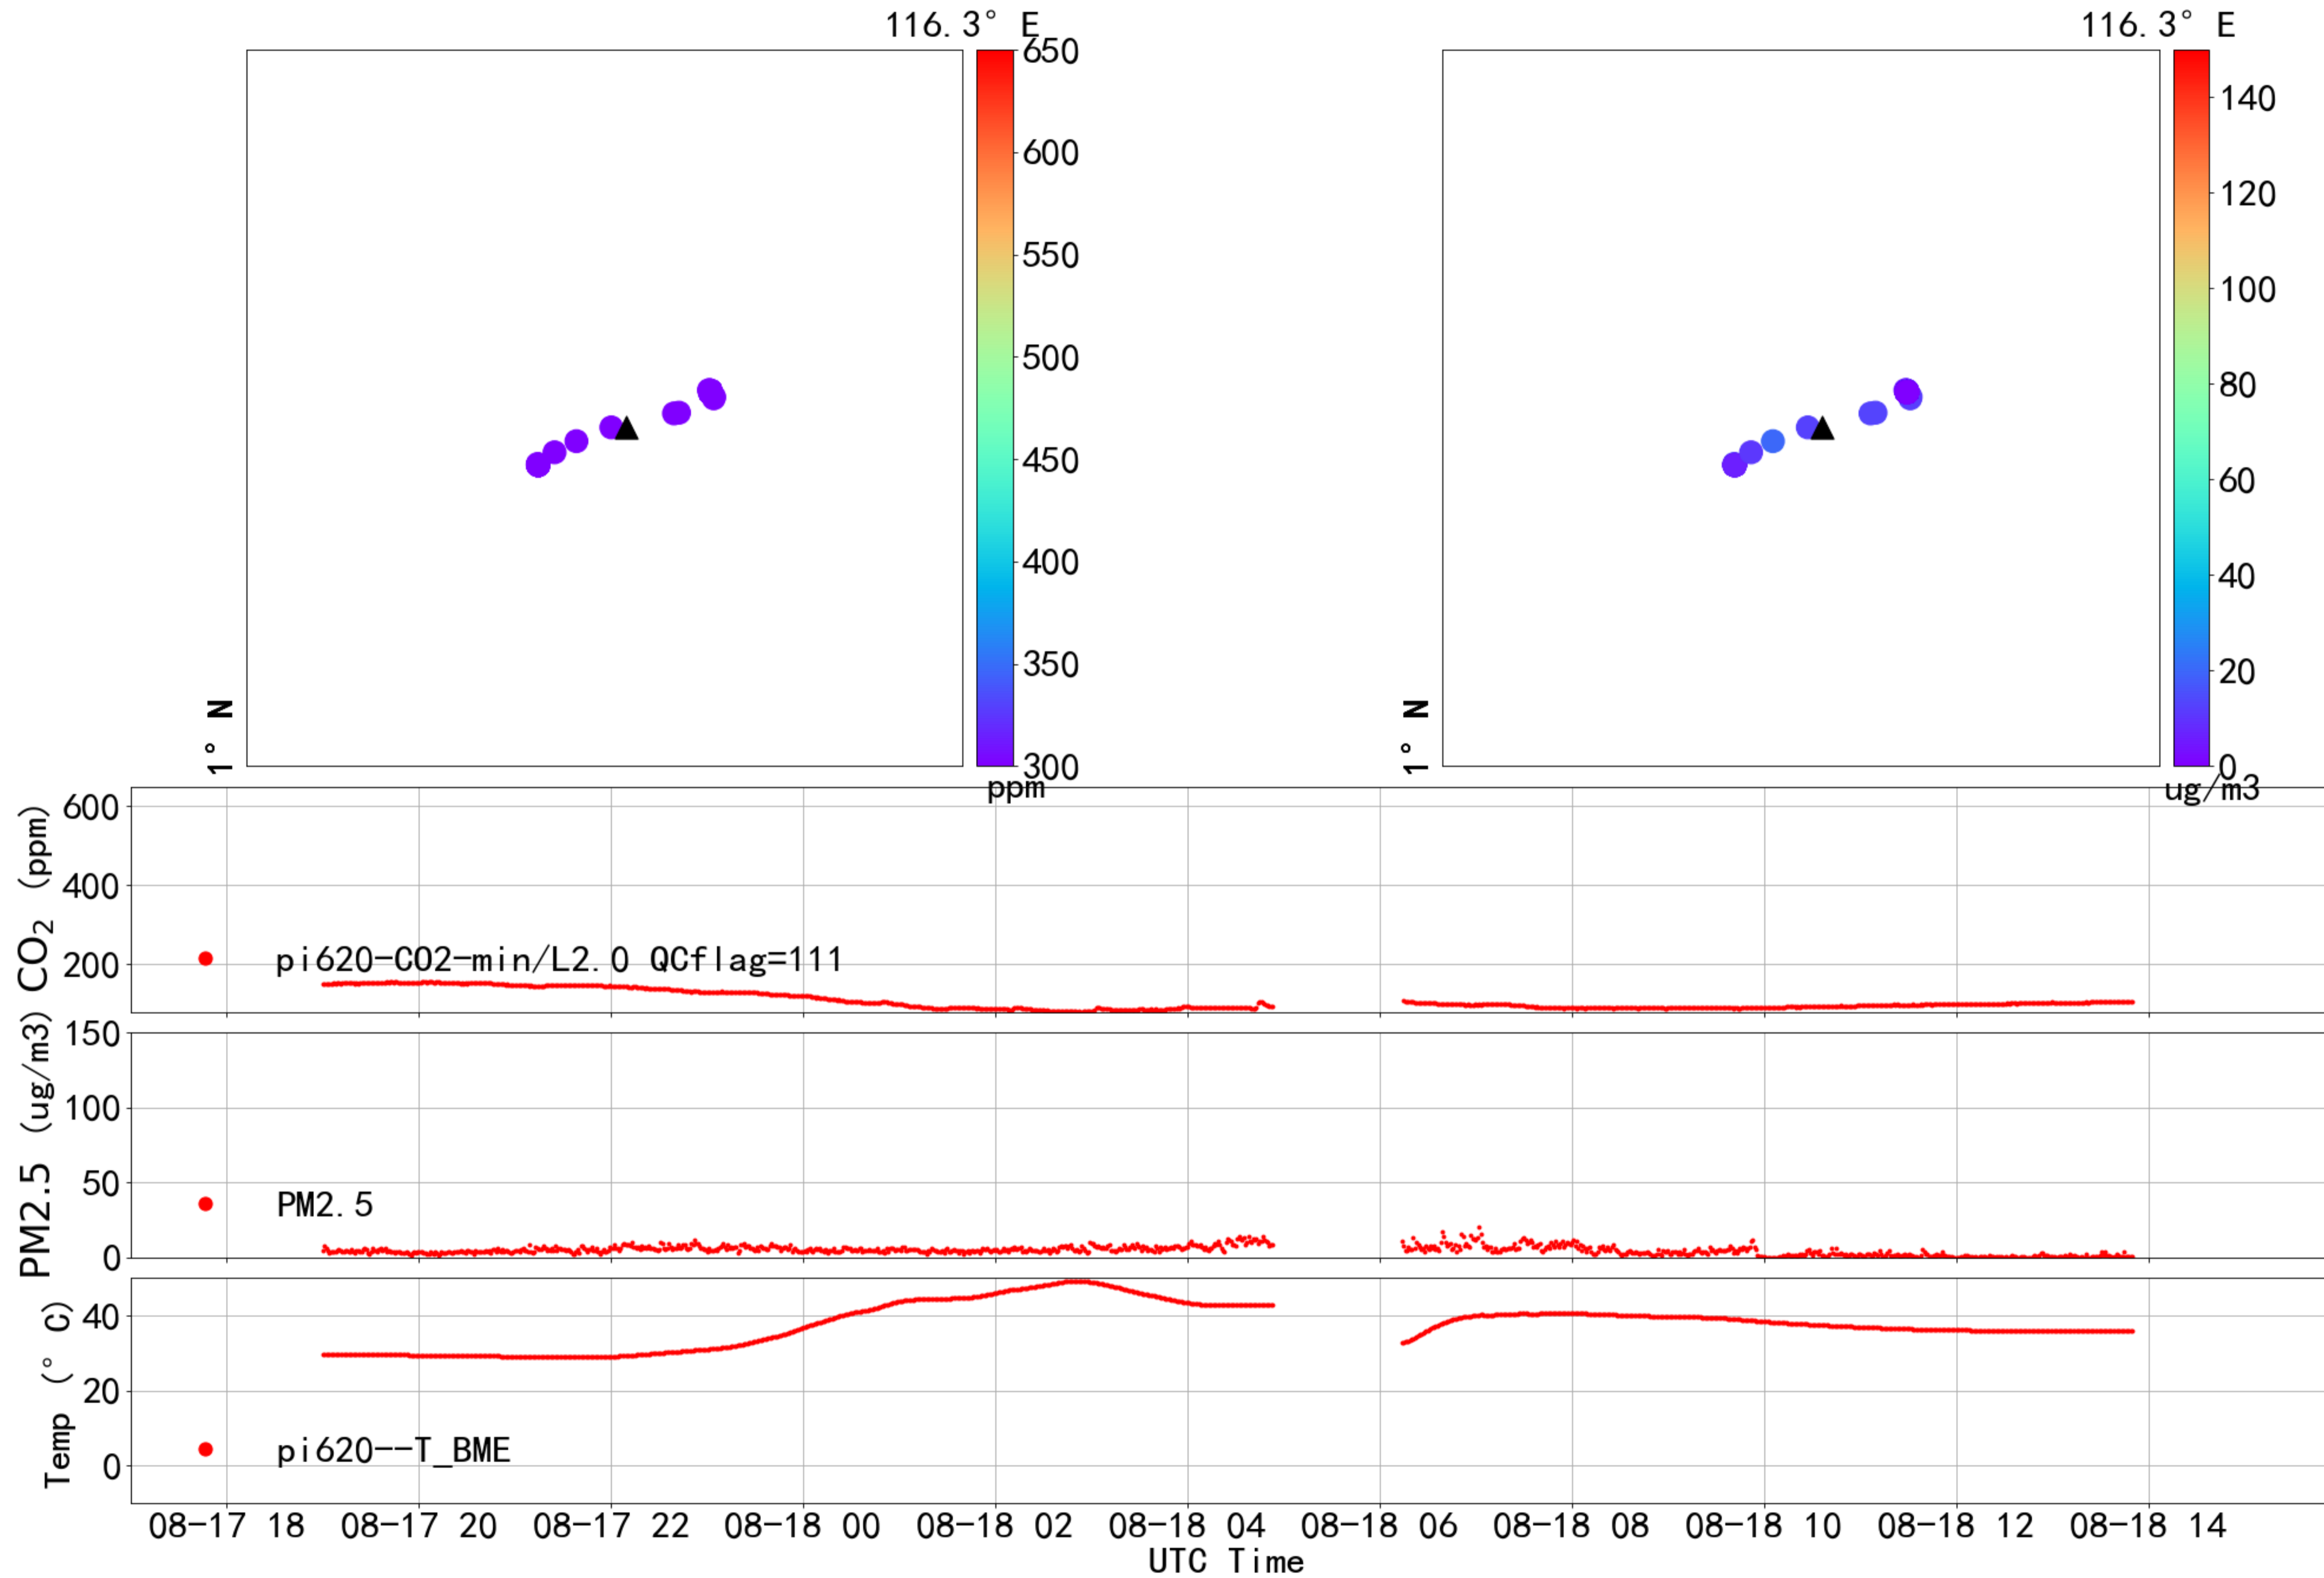 116.3° E
116.3° E
650
600
550
500
450
400
350
300
ppm
1° N
140
120
100
80
60
40
20
0
ug/m3
1° N
CO₂ (ppm)
600
400
200
pi620-CO2-min/L2.0 QCflag=111
PM2.5 (ug/m3)
150
100
50
0
PM2.5
Temp (° C)
40
20
0
pi620--T_BME
08-17 18
08-17 20
08-17 22
08-18 00
08-18 02
08-18 04
08-18 06
08-18 08
08-18 10
08-18 12
08-18 14
UTC Time